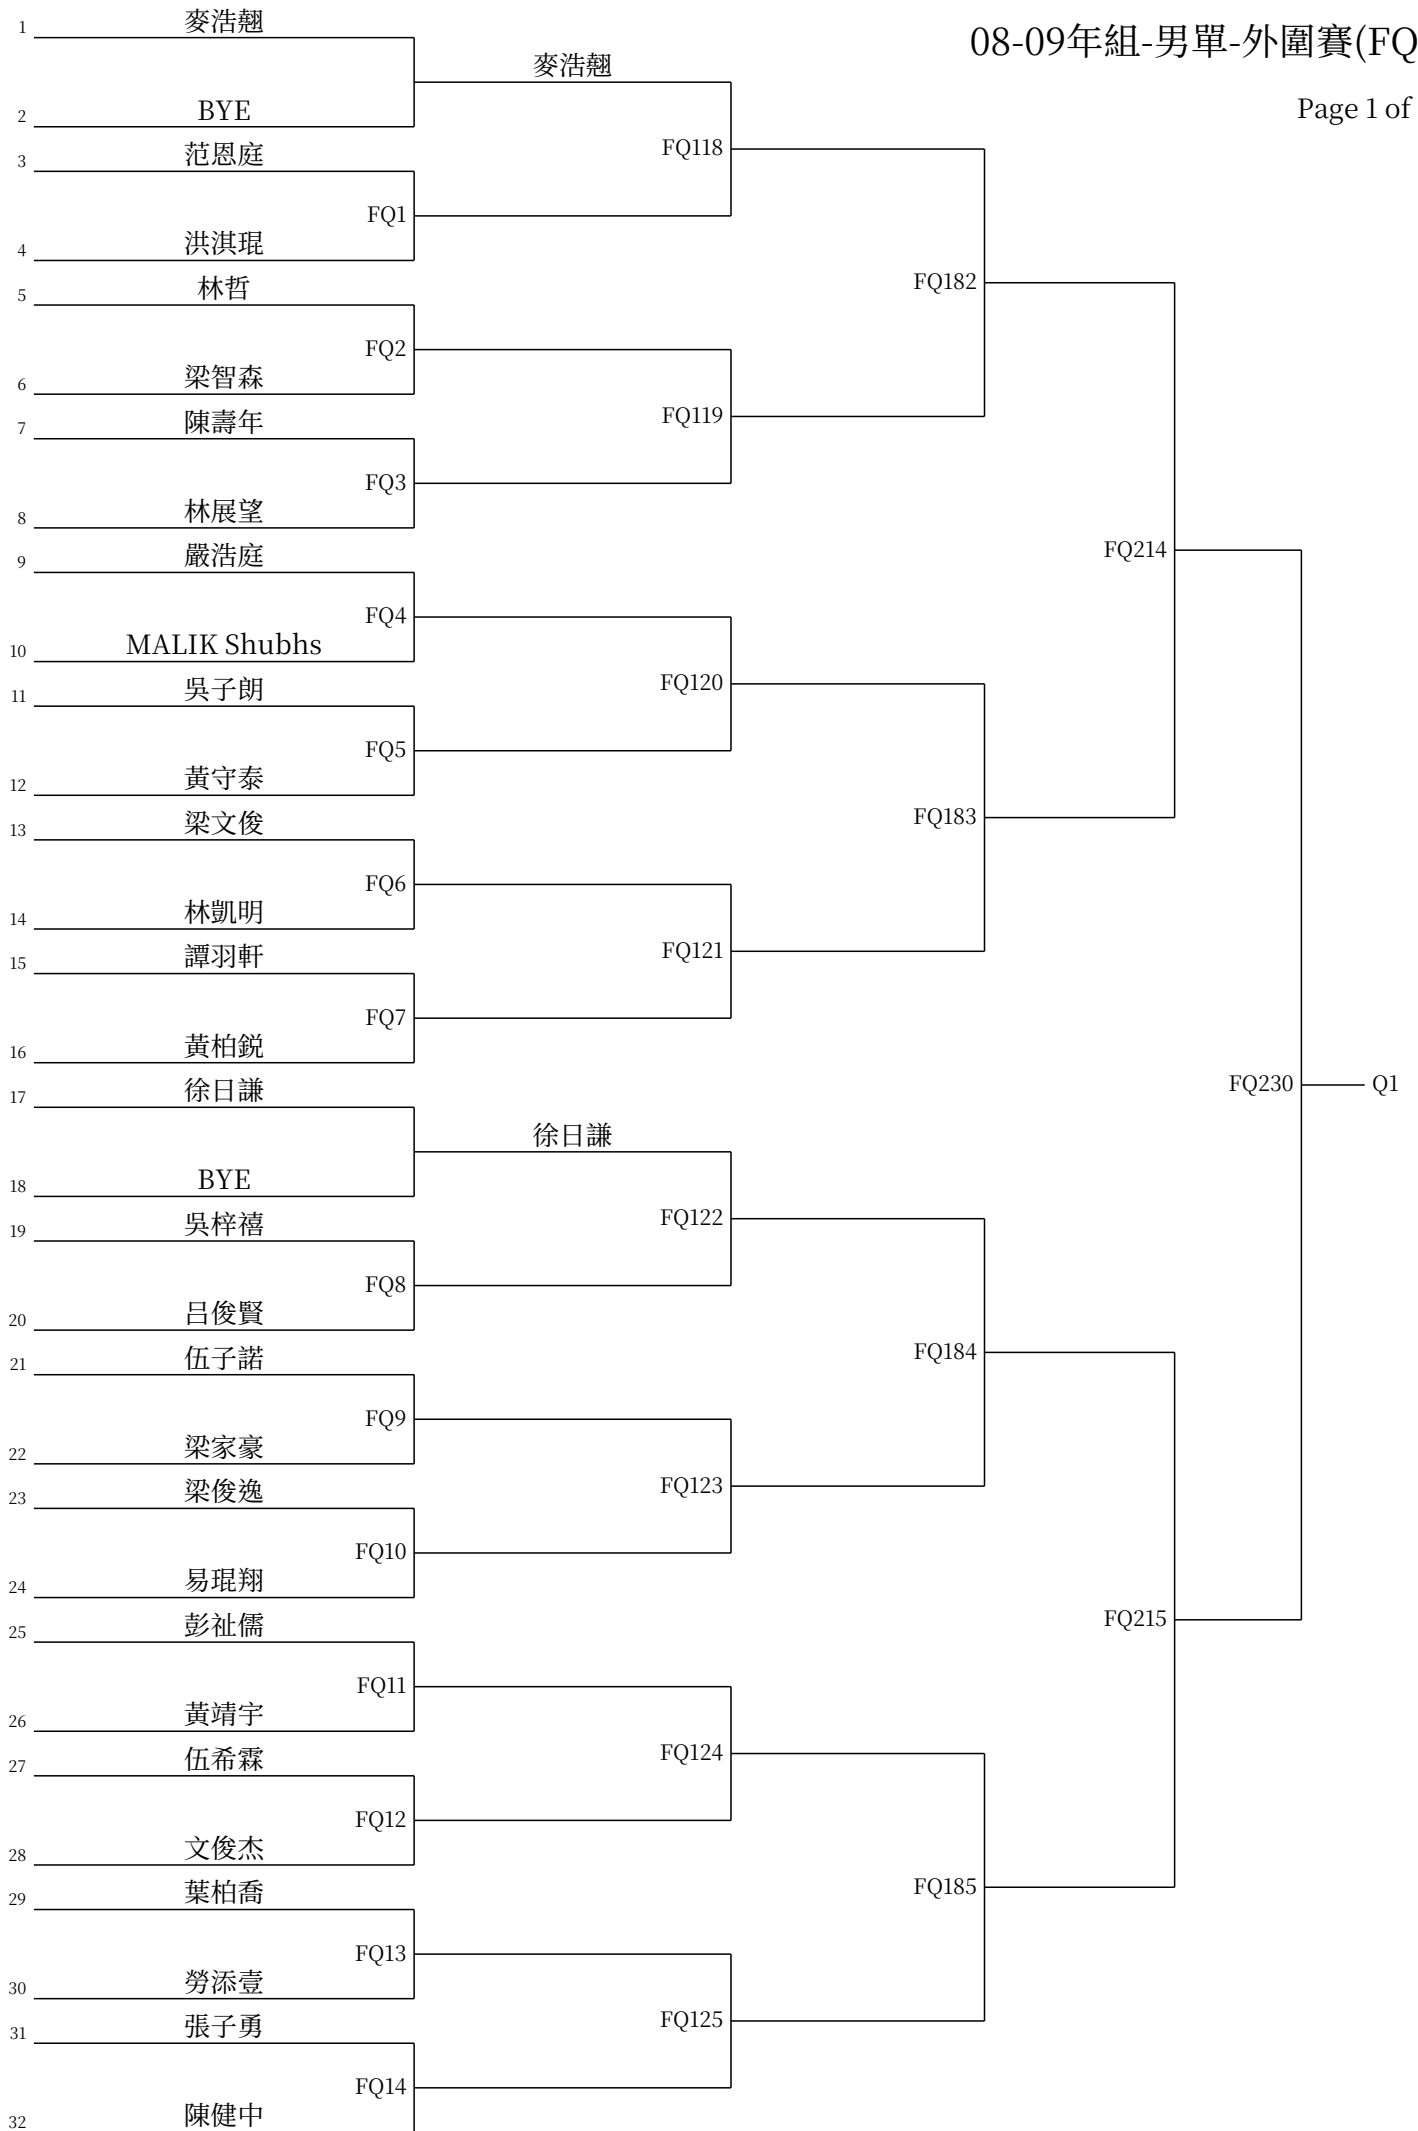 08-09年組-男單-外圍賽(FQ
Page 1 of
1 麥浩翹
麥浩翹
2 BYE
FQ118
3 范恩庭
FQ1
4 洪淇琨
FQ182
5 林哲
FQ2
6 梁智森
FQ119
7 陳壽年
FQ3
8 林展望
FQ214
9 嚴浩庭
FQ4
10 MALIK Shubhs
FQ120
11 吳子朗
FQ5
12 黃守泰
FQ183
13 梁文俊
FQ6
14 林凱明
FQ121
15 譚羽軒
FQ7
16 黃柏銳
FQ230 Q1
17 徐日謙
徐日謙
18 BYE
FQ122
19 吳梓禧
FQ8
20 呂俊賢
FQ184
21 伍子諾
FQ9
22 梁家豪
FQ123
23 梁俊逸
FQ10
24 易琨翔
FQ215
25 彭祉儒
FQ11
26 黃靖宇
FQ124
27 伍希霖
FQ12
28 文俊杰
FQ185
29 葉柏喬
FQ13
30 勞添壹
FQ125
31 張子勇
FQ14
32 陳健中